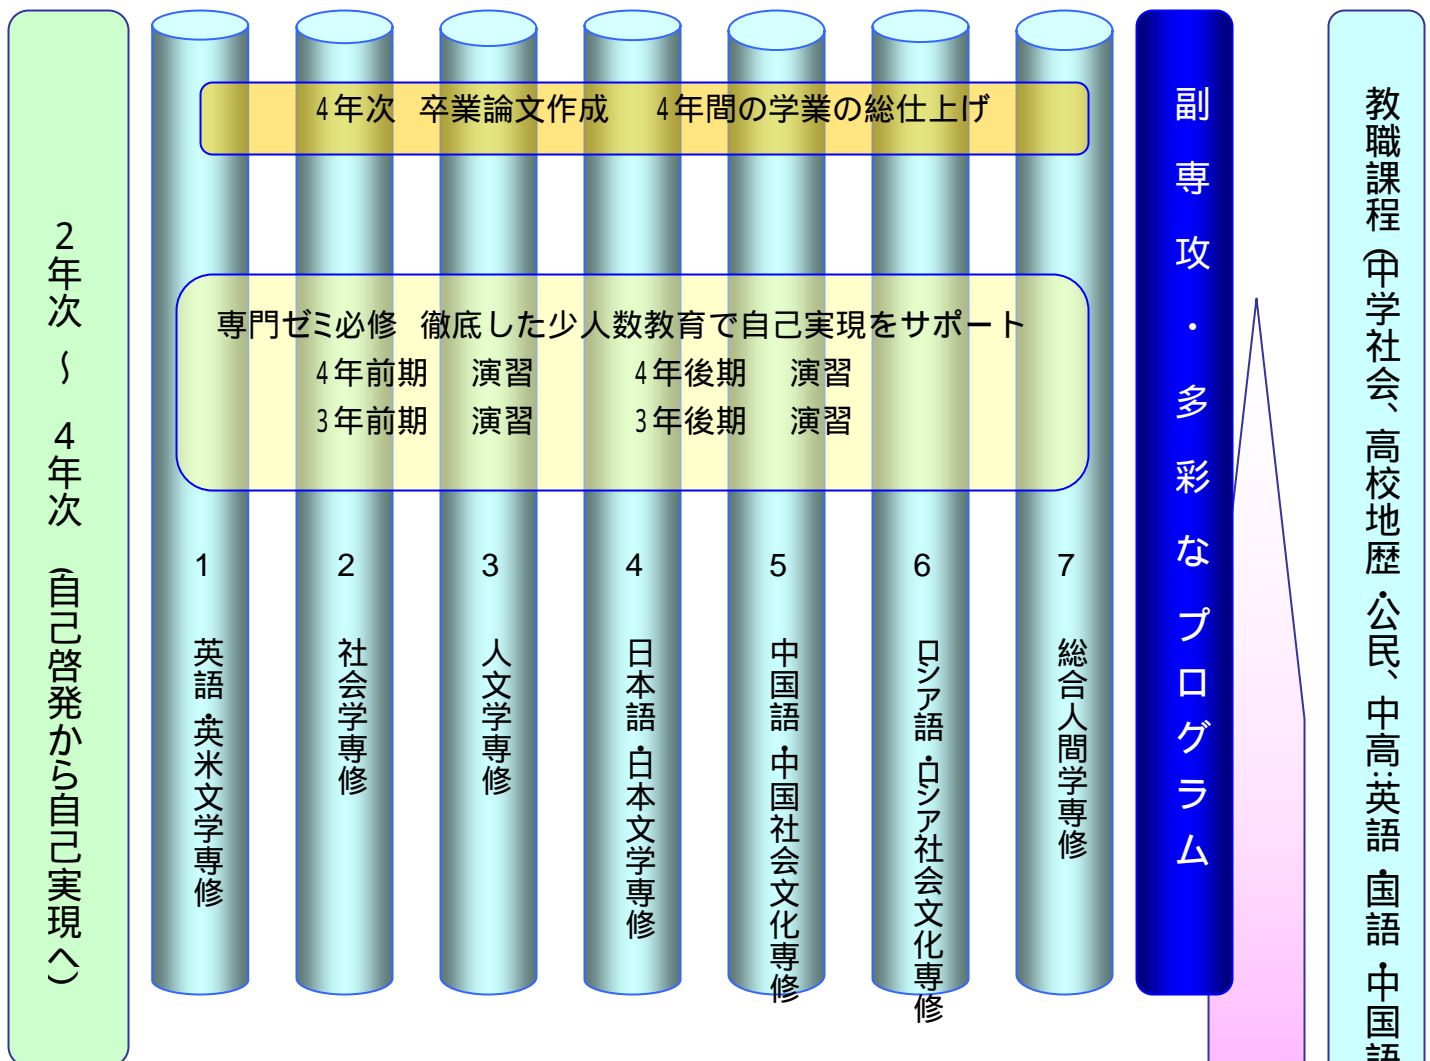 2年次 ～ 4年次 (自己啓発から自己実現へ)
4年次 卒業論文作成 4年間の学業の総仕上げ
専門ゼミ必修 徹底した少人数教育で自己実現をサポート
4年前期 演習 4年後期 演習
3年前期 演習 3年後期 演習
1 英語・英米文学専修
2 社会学専修
3 人文学専修
4 日本語・日本文学専修
5 中国語・中国社会文化専修
6 ロシア語・ロシア社会文化専修
7 総合人間学専修
副専攻・多彩なプログラム
教職課程(中学社会、高校地歴・公民、中高:英語・国語・中国語